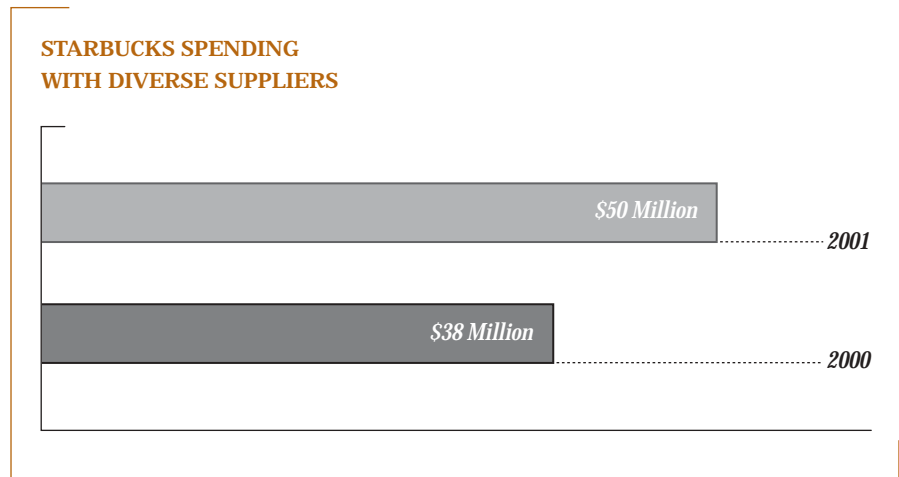 STARBUCKS SPENDING
WITH DIVERSE SUPPLIERS
$50 Million
2001
$38 Million
2000